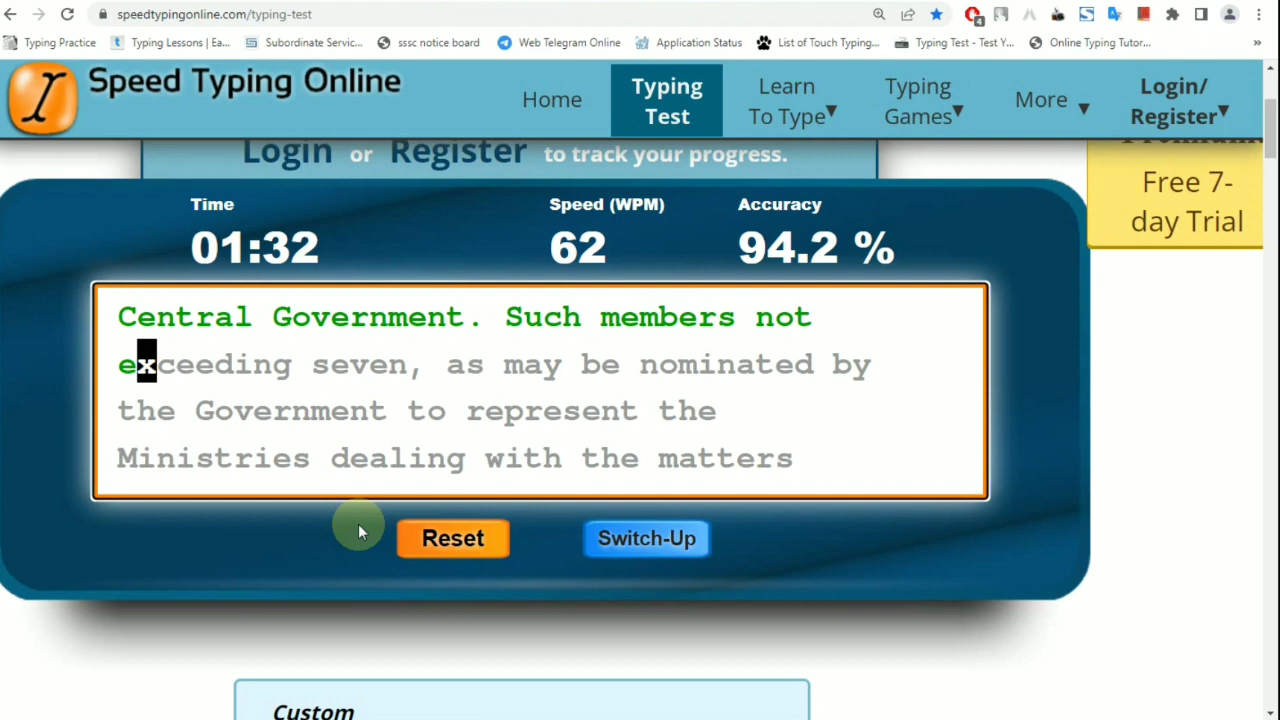 speedtypingonline.com/typing-test
4
Typing Practice
Typing Lessons | Ea...
Subordinate Servic...
sssc notice board
Web Telegram Online
Application Status
List of Touch Typing...
Typing Test - Test Y...
Online Typing Tutor...
»
Speed Typing Online
Home
Typing
Test
Learn
To Type▼
Typing
Games▼
More ▼
Login/
Register▼
Login or Register to track your progress.
Free 7-
day Trial
Time
01:32
Speed (WPM)
62
Accuracy
94.2 %
Central Government. Such members not
exceeding seven, as may be nominated by
the Government to represent the
Ministries dealing with the matters
Reset
Switch-Up
Custom